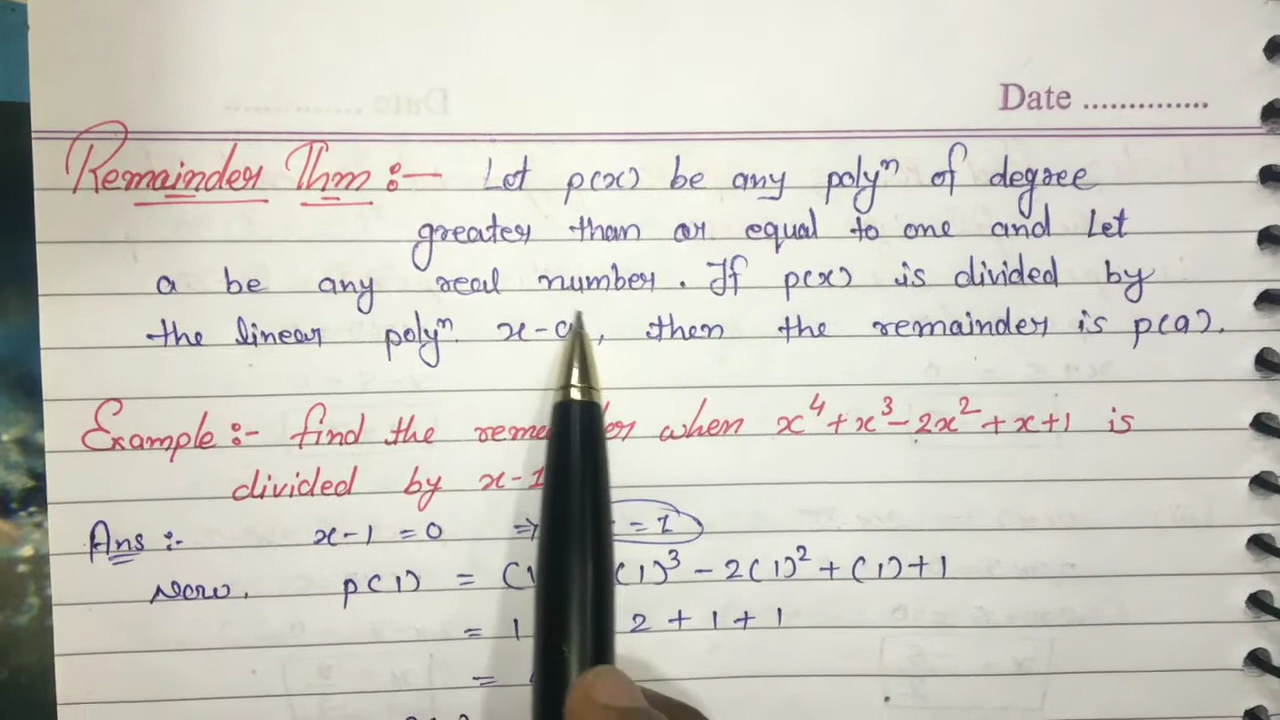 Date ..............
Remainder Thm :- Let p(x) be any polyⁿ of degree
greater than or equal to one and Let
a be any real number. If p(x) is divided by
the linear polyⁿ. x-a, then the remainder is p(a).
Example :- find the when x⁴ + x³ - 2x² + x + 1 is
divided by x-1
Ans :- x-1 = 0 ⇒ = 1
Now, p(1) = (1 (1)³ - 2(1)² + (1) + 1
= 1 2 + 1 + 1
=